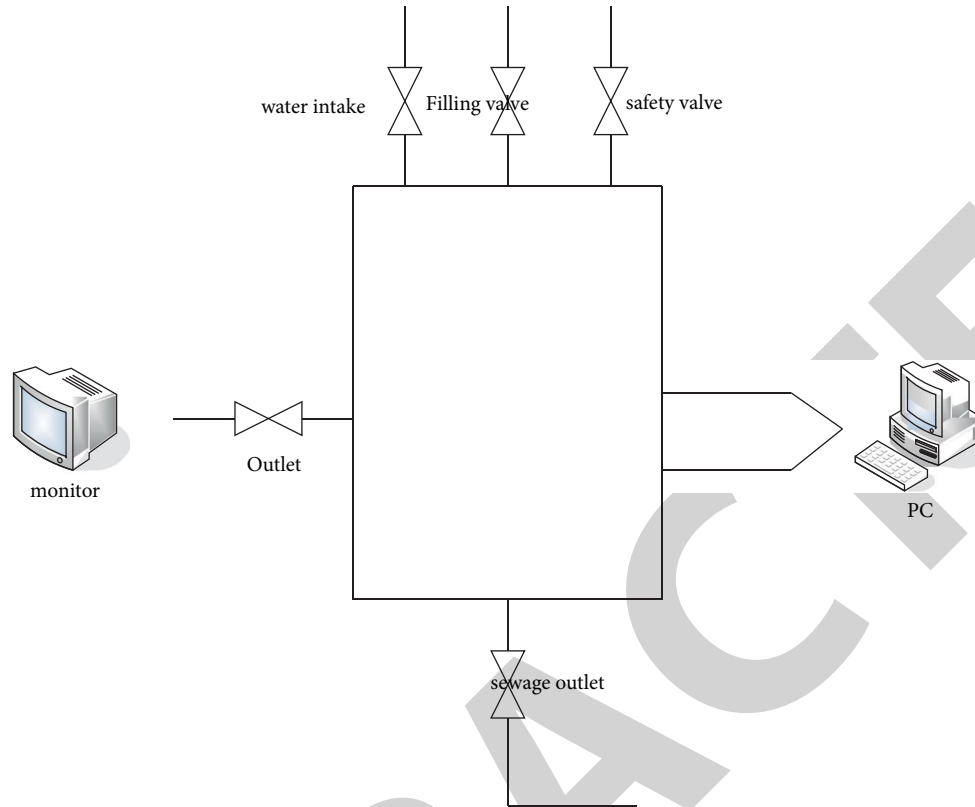 water intake
Filling valve
safety valve
Outlet
monitor
PC
sewage outlet